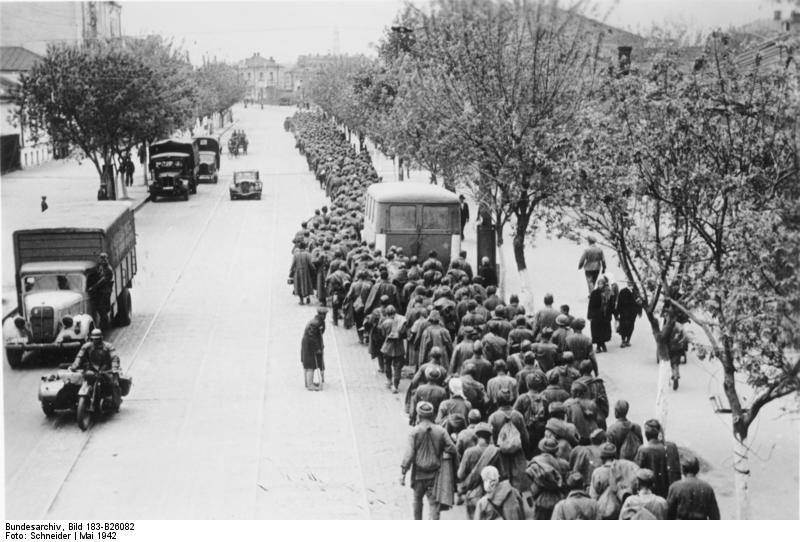 Bundesarchiv, Bild 183-B26082
Foto: Schneider | Mai 1942